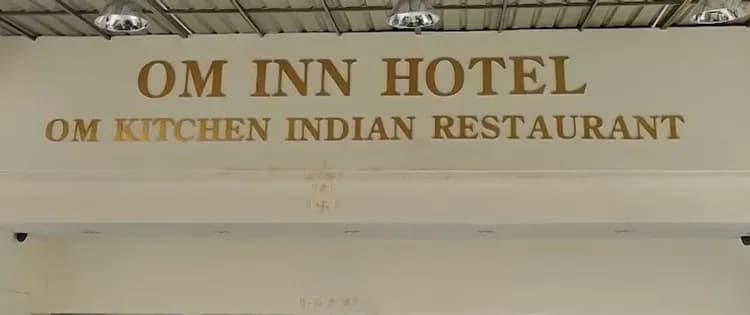 OM INN HOTEL
OM KITCHEN INDIAN RESTAURANT